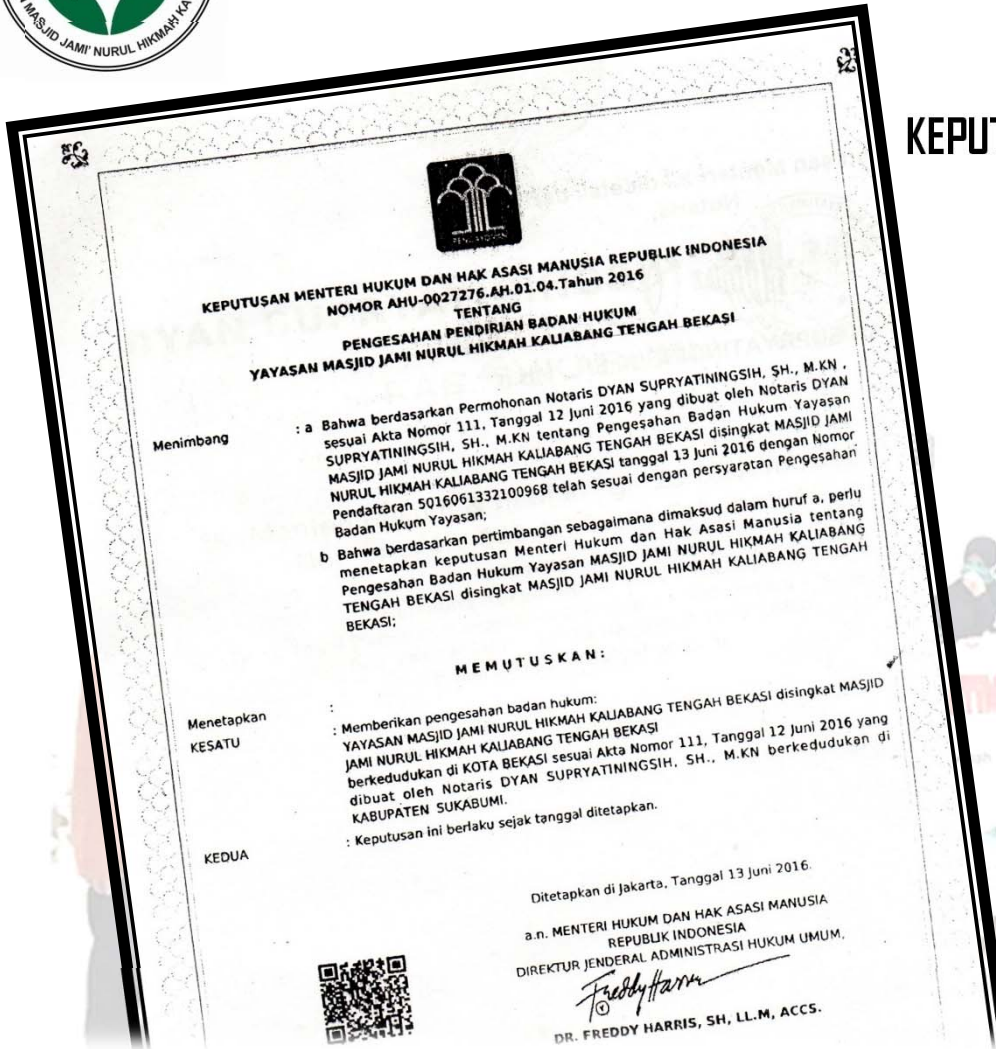 MASJID JAMI' NURUL HIKMAH KA
KEPUT
PENGAYOMAN
KEPUTUSAN MENTERI HUKUM DAN HAK ASASI MANUSIA REPUBLIK INDONESIA
NOMOR AHU-0027276.AH.01.04.Tahun 2016
TENTANG
PENGESAHAN PENDIRIAN BADAN HUKUM
YAYASAN MASJID JAMI NURUL HIKMAH KALIABANG TENGAH BEKASI
Menimbang : a Bahwa berdasarkan Permohonan Notaris DYAN SUPRYATININGSIH, SH., M.KN ,
sesuai Akta Nomor 111, Tanggal 12 Juni 2016 yang dibuat oleh Notaris DYAN
SUPRYATININGSIH, SH., M.KN tentang Pengesahan Badan Hukum Yayasan
MASJID JAMI NURUL HIKMAH KALIABANG TENGAH BEKASI disingkat MASJID JAMI
NURUL HIKMAH KALIABANG TENGAH BEKASI tanggal 13 Juni 2016 dengan Nomor
Pendaftaran 5016061332100968 telah sesuai dengan persyaratan Pengesahan
Badan Hukum Yayasan;
b Bahwa berdasarkan pertimbangan sebagaimana dimaksud dalam huruf a, perlu
menetapkan keputusan Menteri Hukum dan Hak Asasi Manusia tentang
Pengesahan Badan Hukum Yayasan MASJID JAMI NURUL HIKMAH KALIABANG
TENGAH BEKASI disingkat MASJID JAMI NURUL HIKMAH KALIABANG TENGAH
BEKASI;
M E M U T U S K A N :
Menetapkan :
KESATU : Memberikan pengesahan badan hukum:
YAYASAN MASJID JAMI NURUL HIKMAH KALIABANG TENGAH BEKASI disingkat MASJID
JAMI NURUL HIKMAH KALIABANG TENGAH BEKASI
berkedudukan di KOTA BEKASI sesuai Akta Nomor 111, Tanggal 12 Juni 2016 yang
dibuat oleh Notaris DYAN SUPRYATININGSIH, SH., M.KN berkedudukan di
KABUPATEN SUKABUMI.
KEDUA : Keputusan ini berlaku sejak tanggal ditetapkan.
Ditetapkan di Jakarta, Tanggal 13 Juni 2016.
a.n. MENTERI HUKUM DAN HAK ASASI MANUSIA
REPUBLIK INDONESIA
DIREKTUR JENDERAL ADMINISTRASI HUKUM UMUM,
Freddy Harris
DR. FREDDY HARRIS, SH, LL.M, ACCS.